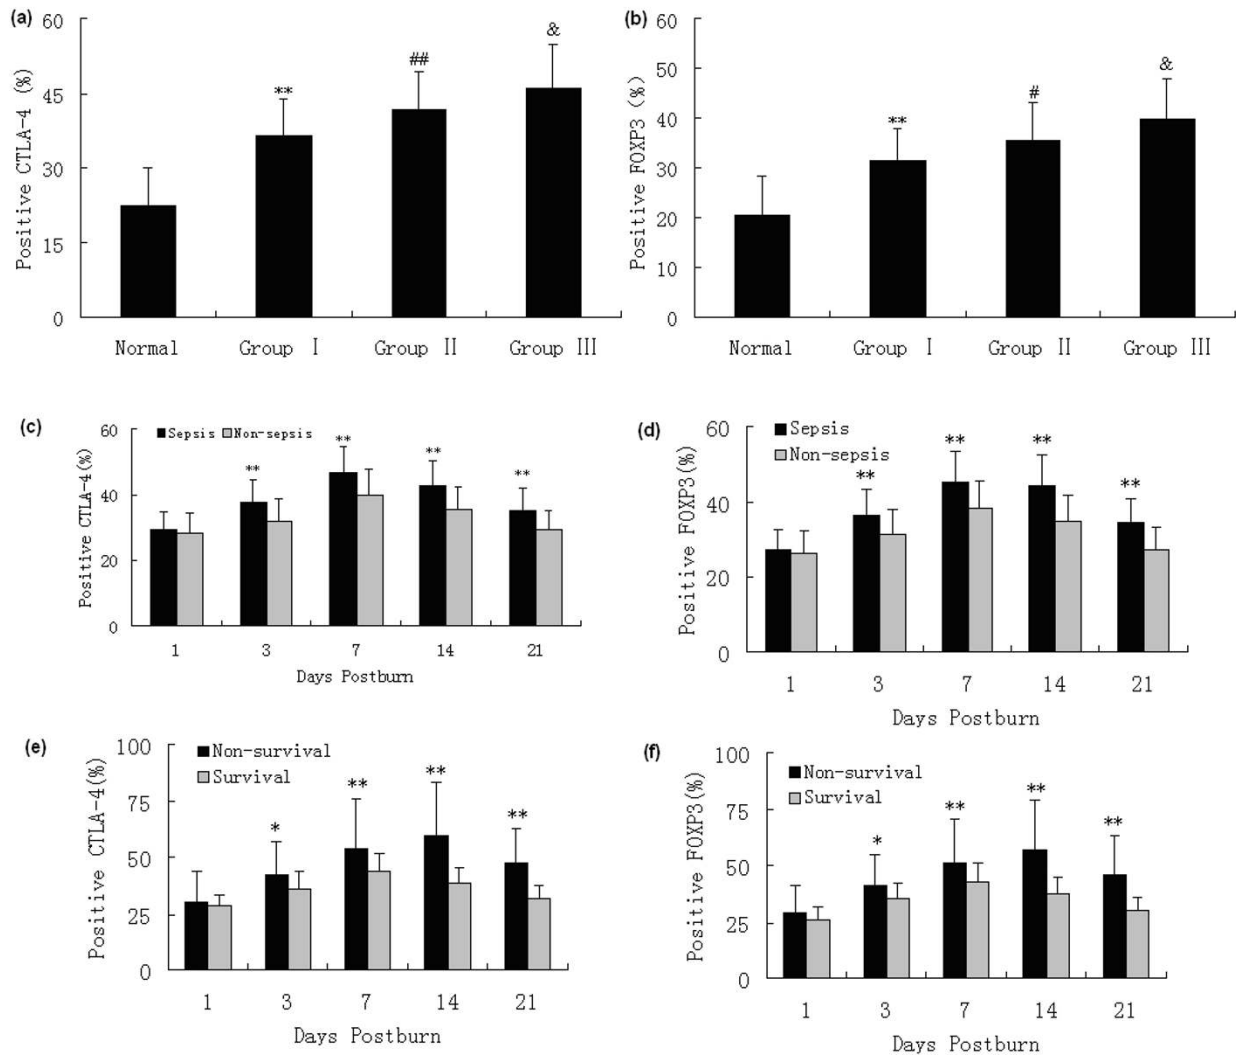 (a)
Positive CTLA-4 (%)
60
45
30
15
0
**
##
&
Normal
Group I
Group II
Group III
(b)
Positive FOXP3 (%)
60
50
40
30
20
10
0
**
#
&
Normal
Group I
Group II
Group III
(c)
Positive CTLA-4(%)
60
40
20
0
Sepsis
Non-sepsis
**
**
**
**
1
3
7
14
21
Days Postburn
(d)
Positive FOXP3(%)
60
40
20
0
Sepsis
Non-sepsis
**
**
**
**
1
3
7
14
21
Days Postburn
(e)
Positive CTLA-4(%)
100
75
50
25
0
Non-survival
Survival
*
**
**
**
1
3
7
14
21
Days Postburn
(f)
Positive FOXP3(%)
100
75
50
25
0
Non-survival
Survival
*
**
**
**
1
3
7
14
21
Days Postburn